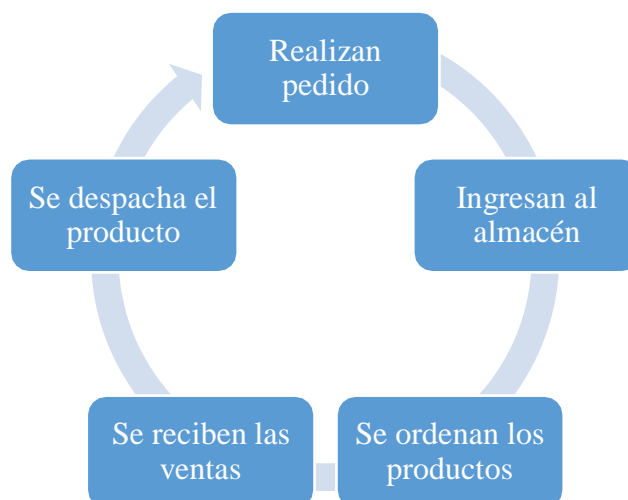 Realizan
pedido
Ingresan al
almacén
Se ordenan los
productos
Se reciben las
ventas
Se despacha el
producto